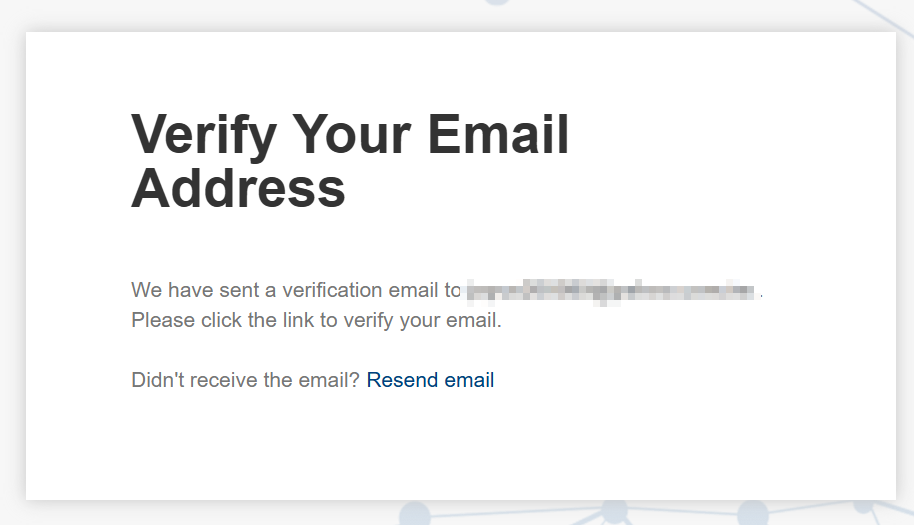 Verify Your Email
Address
We have sent a verification email to .
Please click the link to verify your email.
Didn't receive the email? Resend email